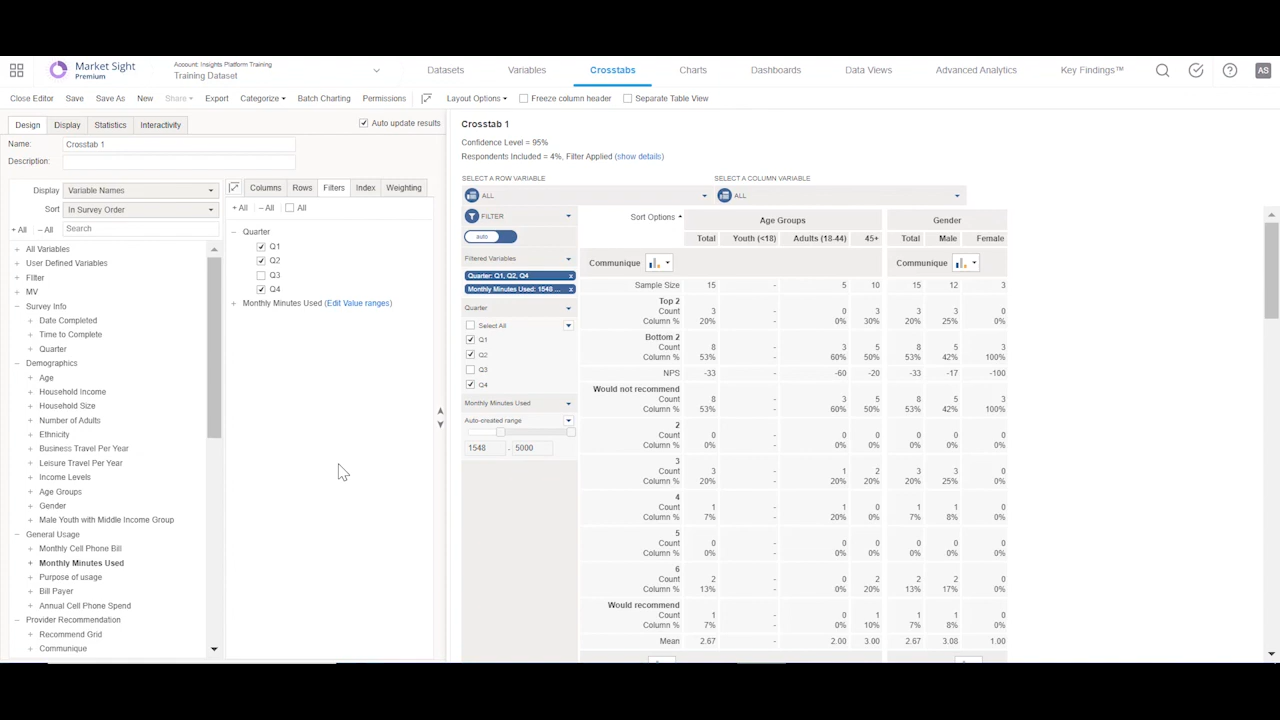 Market Sight
Premium
Account: Insights Platform Training
Training Dataset
Datasets Variables Crosstabs Charts Dashboards Data Views Advanced Analytics Key Findings™ AS
Close Editor Save Save As New Share Export Categorize Batch Charting Permissions Layout Options Freeze column header Separate Table View
Design Display Statistics Interactivity Auto update results
Name: Crosstab 1
Description:
Display Variable Names
Sort In Survey Order
+ All – All Search
All Variables
User Defined Variables
Filter
MV
Survey Info
Date Completed
Time to Complete
Quarter
Demographics
Age
Household Income
Household Size
Number of Adults
Ethnicity
Business Travel Per Year
Leisure Travel Per Year
Income Levels
Age Groups
Gender
Male Youth with Middle Income Group
General Usage
Monthly Cell Phone Bill
Monthly Minutes Used
Purpose of usage
Bill Payer
Annual Cell Phone Spend
Provider Recommendation
Recommend Grid
Communique
Columns Rows Filters Index Weighting
+ All – All All
Quarter
Q1
Q2
Q3
Q4
Monthly Minutes Used (Edit Value ranges)
Crosstab 1
Confidence Level = 95%
Respondents Included = 4%, Filter Applied (show details)
SELECT A ROW VARIABLE SELECT A COLUMN VARIABLE
ALL ALL
FILTER
auto
Filtered Variables
Quarter: Q1, Q2, Q4 x
Monthly Minutes Used: 1548 ... x
Quarter
Select All
Q1
Q2
Q3
Q4
Monthly Minutes Used
Auto-created range
1548 - 5000
Sort Options Age Groups Gender
Total Youth (<18) Adults (18-44) 45+ Total Male Female
Communique Communique
Sample Size 15 - 5 10 15 12 3
Top 2
Count 3 - 0 3 3 3 0
Column % 20% 0% 30% 20% 25% 0%
Bottom 2
Count 8 - 3 5 8 5 3
Column % 53% 60% 50% 53% 42% 100%
NPS -33 - -60 -20 -33 -17 -100
Would not recommend
Count 8 - 3 5 8 5 3
Column % 53% 60% 50% 53% 42% 100%
2
Count 0 - 0 0 0 0 0
Column % 0% 0% 0% 0% 0% 0%
3
Count 3 - 1 2 3 3 0
Column % 20% 20% 20% 20% 25% 0%
4
Count 1 - 1 0 1 1 0
Column % 7% 20% 0% 7% 8% 0%
5
Count 0 - 0 0 0 0 0
Column % 0% 0% 0% 0% 0% 0%
6
Count 2 - 0 2 2 2 0
Column % 13% 0% 20% 13% 17% 0%
Would recommend
Count 1 - 0 1 1 1 0
Column % 7% 0% 10% 7% 8% 0%
Mean 2.67 - 2.00 3.00 2.67 3.08 1.00